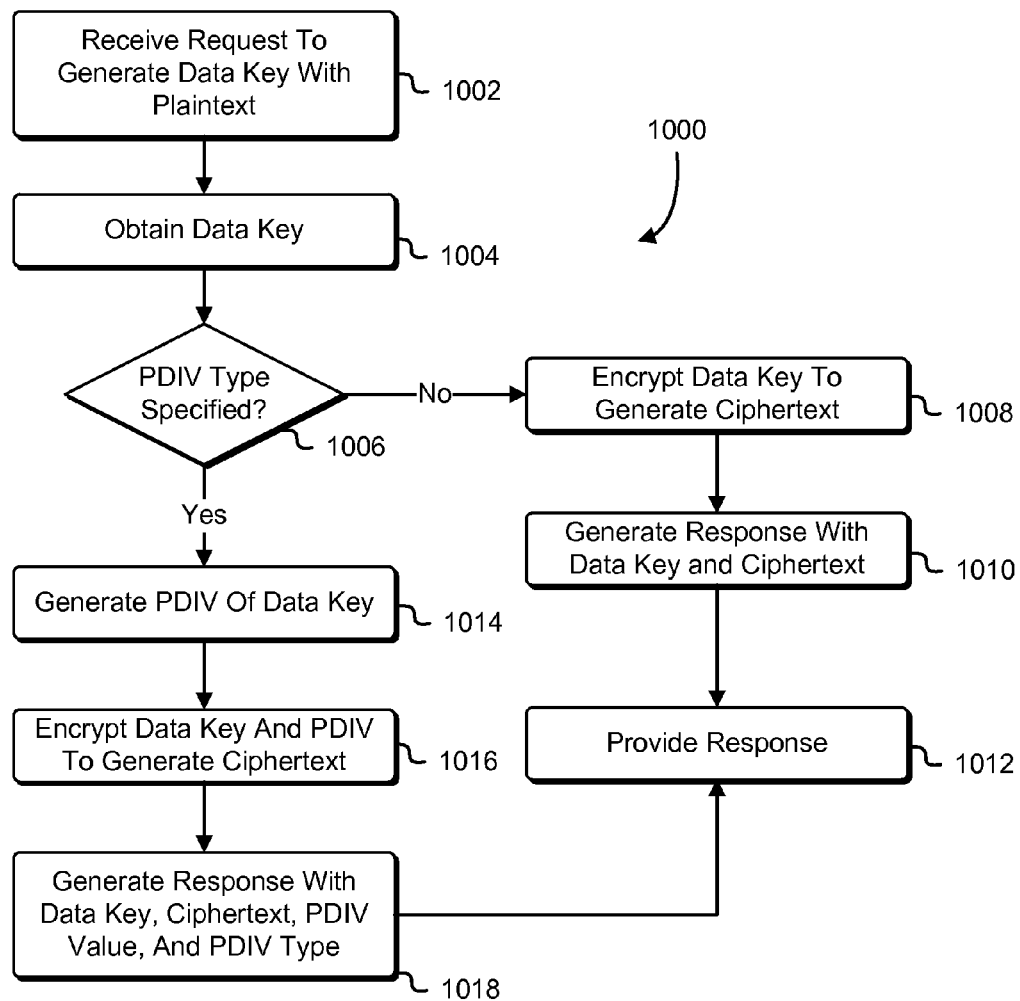 Receive Request To
Generate Data Key With
Plaintext
1002
1000
Obtain Data Key
1004
PDIV Type
Specified?
1006
No
Encrypt Data Key To
Generate Ciphertext
1008
Yes
Generate Response With
Data Key and Ciphertext
1010
Generate PDIV Of Data Key
1014
Encrypt Data Key And PDIV
To Generate Ciphertext
1016
Provide Response
1012
Generate Response With
Data Key, Ciphertext, PDIV
Value, And PDIV Type
1018